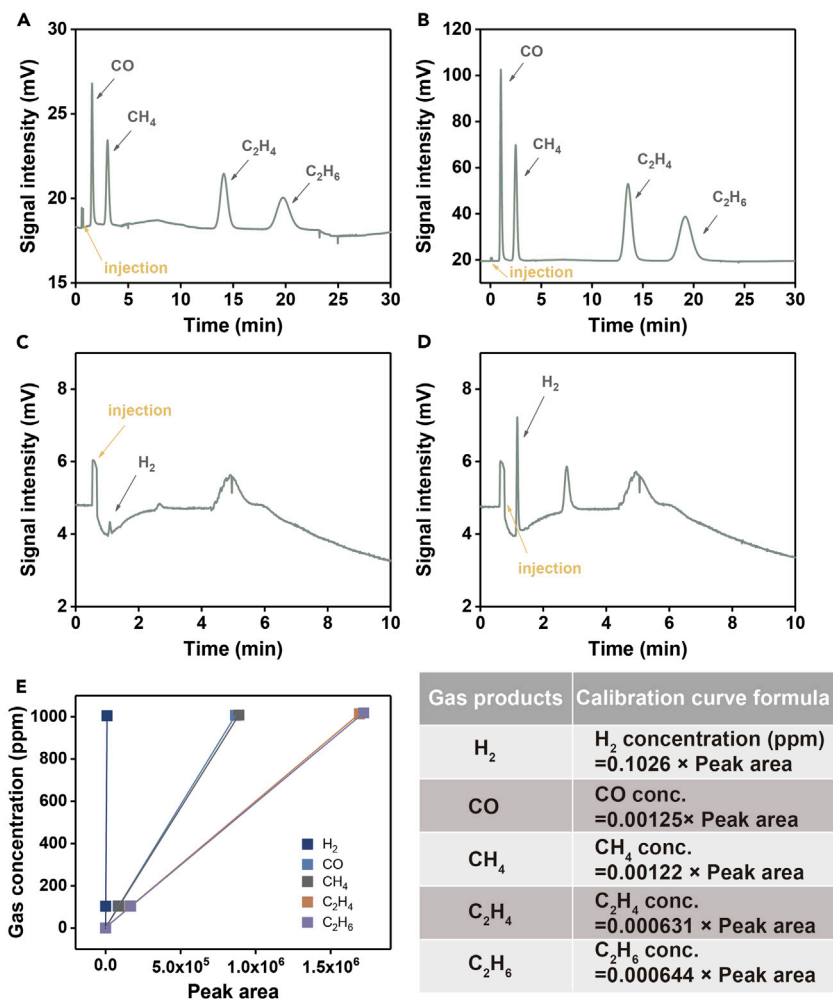 A
30
25
20
15
Signal intensity (mV)
CO
CH4
C2H4
C2H6
injection
0 5 10 15 20 25 30
Time (min)
B
120
100
80
60
40
20
Signal intensity (mV)
CO
CH4
C2H4
C2H6
injection
0 5 10 15 20 25 30
Time (min)
C
8
6
4
2
Signal intensity (mV)
injection
H2
0 2 4 6 8 10
Time (min)
D
8
6
4
2
Signal intensity (mV)
H2
injection
0 2 4 6 8 10
Time (min)
E
1000
800
600
400
200
0
Gas concentration (ppm)
H2
CO
CH4
C2H4
C2H6
0.0 5.0x10⁵ 1.0x10⁶ 1.5x10⁶
Peak area
Gas products Calibration curve formula
H2 H2 concentration (ppm)
=0.1026 × Peak area
CO CO conc.
=0.00125× Peak area
CH4 CH4 conc.
=0.00122 × Peak area
C2H4 C2H4 conc.
=0.000631 × Peak area
C2H6 C2H6 conc.
=0.000644 × Peak area